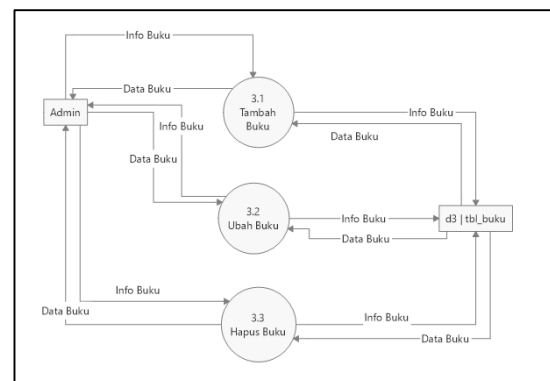 Info Buku
Data Buku
3.1
Tambah
Buku
Admin
Info Buku
Info Buku
Data Buku
Data Buku
3.2
Ubah Buku
Info Buku
d3 | tbl_buku
Data Buku
Info Buku
3.3
Hapus Buku
Data Buku
Info Buku
Data Buku